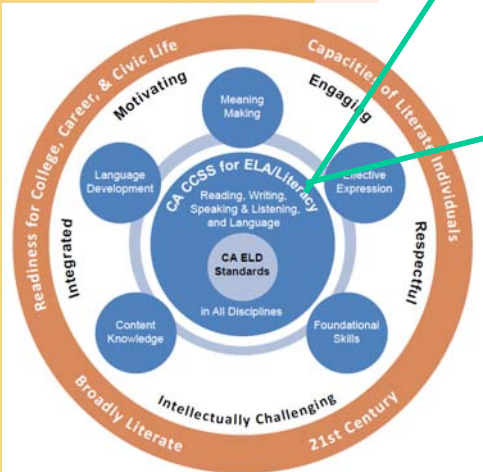 Readiness for College, Career, & Civic Life
Capacities of Literate Individuals
Broadly Literate
21st Century
Motivating
Engaging
Integrated
Respectful
Intellectually Challenging
Meaning
Making
Language
Development
Effective
Expression
Content
Knowledge
Foundational
Skills
CA CCSS for ELA/Literacy
Reading, Writing,
Speaking & Listening,
and Language
CA ELD
Standards
in All Disciplines